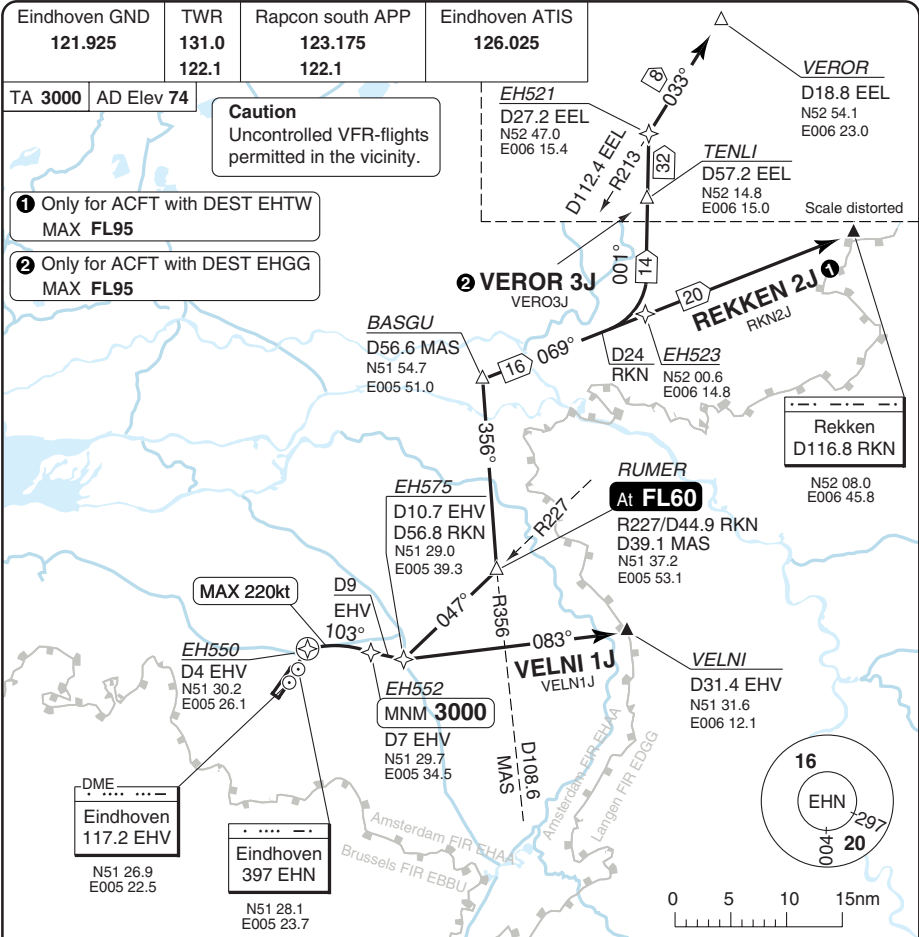 Eindhoven GND
121.925
TWR
131.0
122.1
Rapcon south APP
123.175
122.1
Eindhoven ATIS
126.025
TA 3000
AD Elev 74
Caution
Uncontrolled VFR-flights
permitted in the vicinity.
❶ Only for ACFT with DEST EHTW
MAX FL95
❷ Only for ACFT with DEST EHGG
MAX FL95
VEROR
D18.8 EEL
N52 54.1
E006 23.0
8
033°
EH521
D27.2 EEL
N52 47.0
E006 15.4
D112.4 EEL
R213
32
TENLI
D57.2 EEL
N52 14.8
E006 15.0
Scale distorted
❷ VEROR 3J
VERO3J
001°
14
20
REKKEN 2J ❶
RKN2J
BASGU
D56.6 MAS
N51 54.7
E005 51.0
16
069°
D24
RKN
EH523
N52 00.6
E006 14.8
Rekken
D116.8 RKN
N52 08.0
E006 45.8
356°
RUMER
At FL60
R227/D44.9 RKN
D39.1 MAS
N51 37.2
E005 53.1
R227
EH575
D10.7 EHV
D56.8 RKN
N51 29.0
E005 39.3
047°
R356
D108.6
MAS
MAX 220kt
D9
EHV
103°
EH550
D4 EHV
N51 30.2
E005 26.1
083°
VELNI 1J
VELN1J
VELNI
D31.4 EHV
N51 31.6
E006 12.1
EH552
MNM 3000
D7 EHV
N51 29.7
E005 34.5
DME
Eindhoven
117.2 EHV
N51 26.9
E005 22.5
Eindhoven
397 EHN
N51 28.1
E005 23.7
Amsterdam FIR EHAA
Brussels FIR EBBU
Amsterdam FIR EHAA
Langen FIR EDGG
16
EHN
297
004
20
0 5 10 15nm